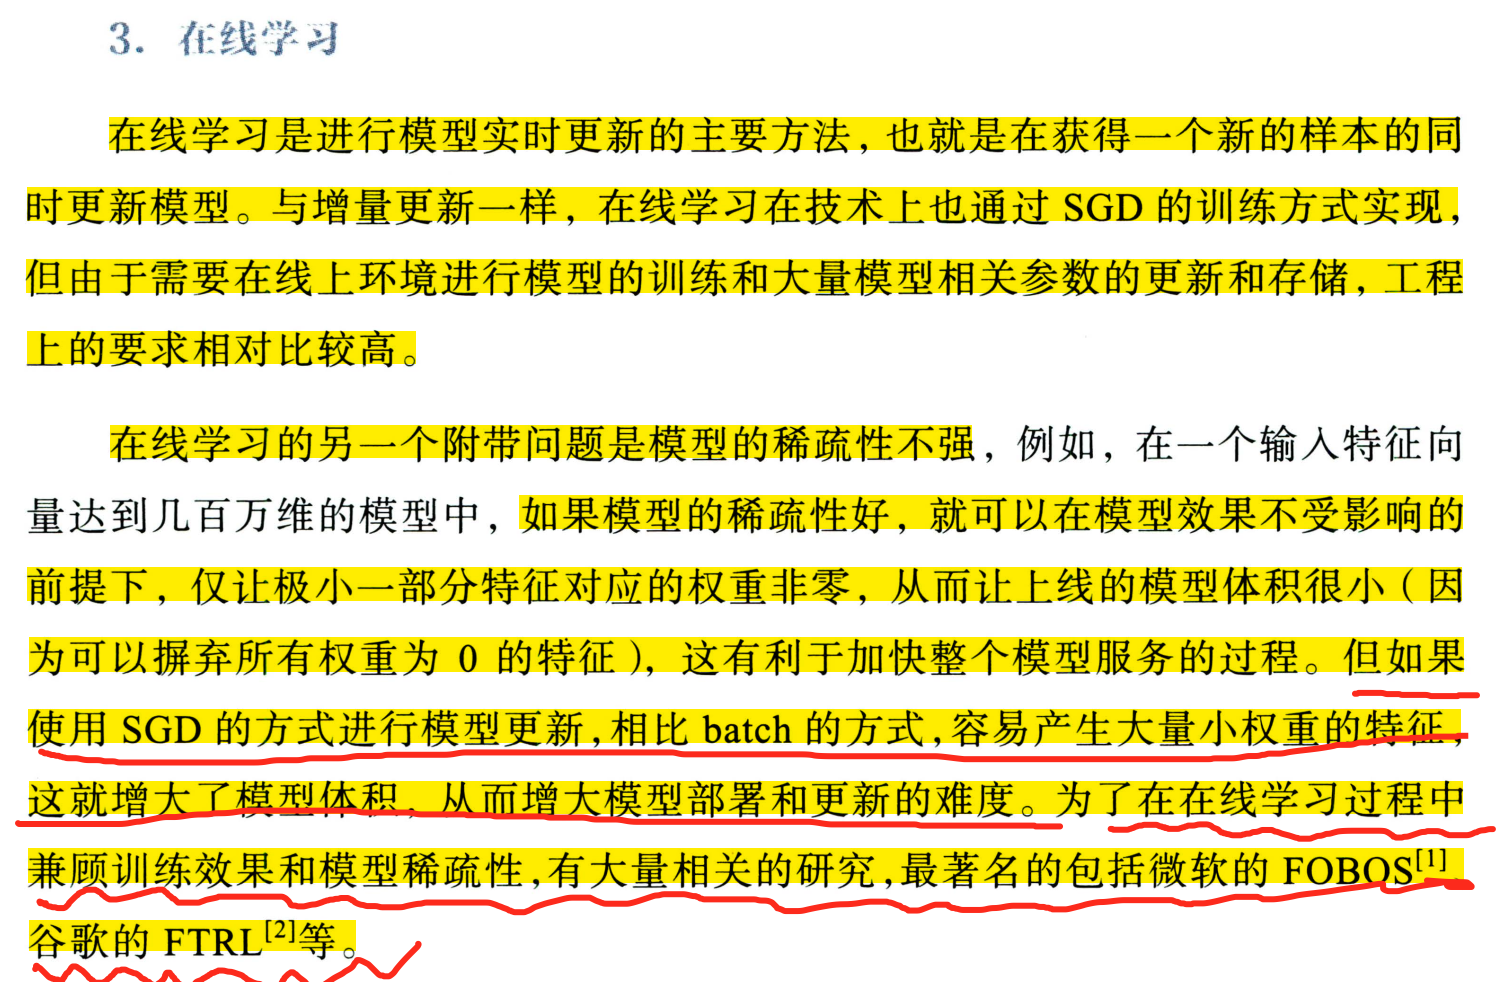 3. 在线学习
在线学习是进行模型实时更新的主要方法，也就是在获得一个新的样本的同
时更新模型。与增量更新一样，在线学习在技术上也通过 SGD 的训练方式实现，
但由于需要在线上环境进行模型的训练和大量模型相关参数的更新和存储，工程
上的要求相对比较高。
在线学习的另一个附带问题是模型的稀疏性不强，例如，在一个输入特征向
量达到几百万维的模型中，如果模型的稀疏性好，就可以在模型效果不受影响的
前提下，仅让极小一部分特征对应的权重非零，从而让上线的模型体积很小（因
为可以摒弃所有权重为 0 的特征），这有利于加快整个模型服务的过程。但如果
使用 SGD 的方式进行模型更新，相比 batch 的方式，容易产生大量小权重的特征，
这就增大了模型体积，从而增大模型部署和更新的难度。为了在在线学习过程中
兼顾训练效果和模型稀疏性，有大量相关的研究，最著名的包括微软的 FOBOS[1]、
谷歌的 FTRL[2]等。